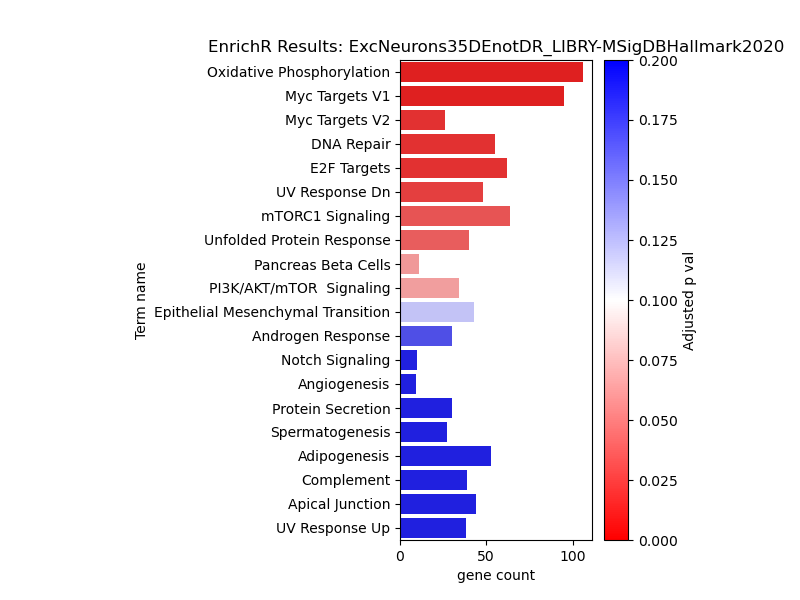 EnrichR Results: ExcNeurons35DEnotDR_LIBRY-MSigDBHallmark2020
Term name
Oxidative Phosphorylation
Myc Targets V1
Myc Targets V2
DNA Repair
E2F Targets
UV Response Dn
mTORC1 Signaling
Unfolded Protein Response
Pancreas Beta Cells
PI3K/AKT/mTOR  Signaling
Epithelial Mesenchymal Transition
Androgen Response
Notch Signaling
Angiogenesis
Protein Secretion
Spermatogenesis
Adipogenesis
Complement
Apical Junction
UV Response Up
0 50 100
gene count
0.200
0.175
0.150
0.125
0.100
0.075
0.050
0.025
0.000
Adjusted p val